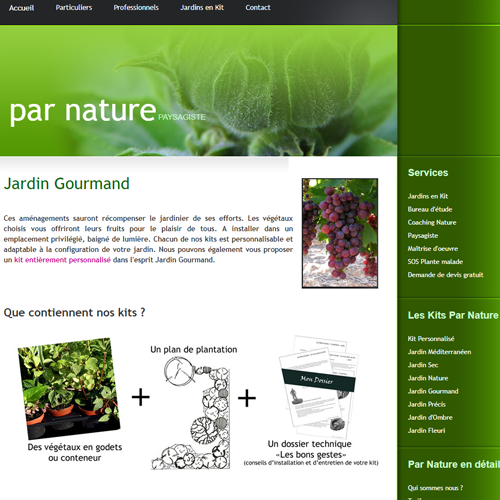 Accueil
Particuliers
Professionnels
Jardins en Kit
Contact
par nature PAYSAGISTE
Jardin Gourmand
Ces aménagements sauront récompenser le jardinier de ses efforts. Les végétaux
choisis vous offriront leurs fruits pour le plaisir de tous. A installer dans un
emplacement privilégié, baigné de lumière. Chacun de nos kits est personnalisable et
adaptable à la configuration de votre jardin. Nous pouvons également vous proposer
un kit entièrement personnalisé dans l'esprit Jardin Gourmand.
Que contiennent nos kits ?
Des végétaux en godets
ou conteneur
+
Un plan de plantation
+
Mon Dossier
Un dossier technique
«Les bons gestes»
(conseils d'installation et d'entretien de votre kit)
Services
Jardins en Kit
Bureau d'étude
Coaching Nature
Paysagiste
Maîtrise d'oeuvre
SOS Plante malade
Demande de devis gratuit
Les Kits Par Nature
Kit Personnalisé
Jardin Méditerranéen
Jardin Sec
Jardin Nature
Jardin Gourmand
Jardin Précis
Jardin d'Ombre
Jardin Fleuri
Par Nature en détail
Qui sommes nous ?